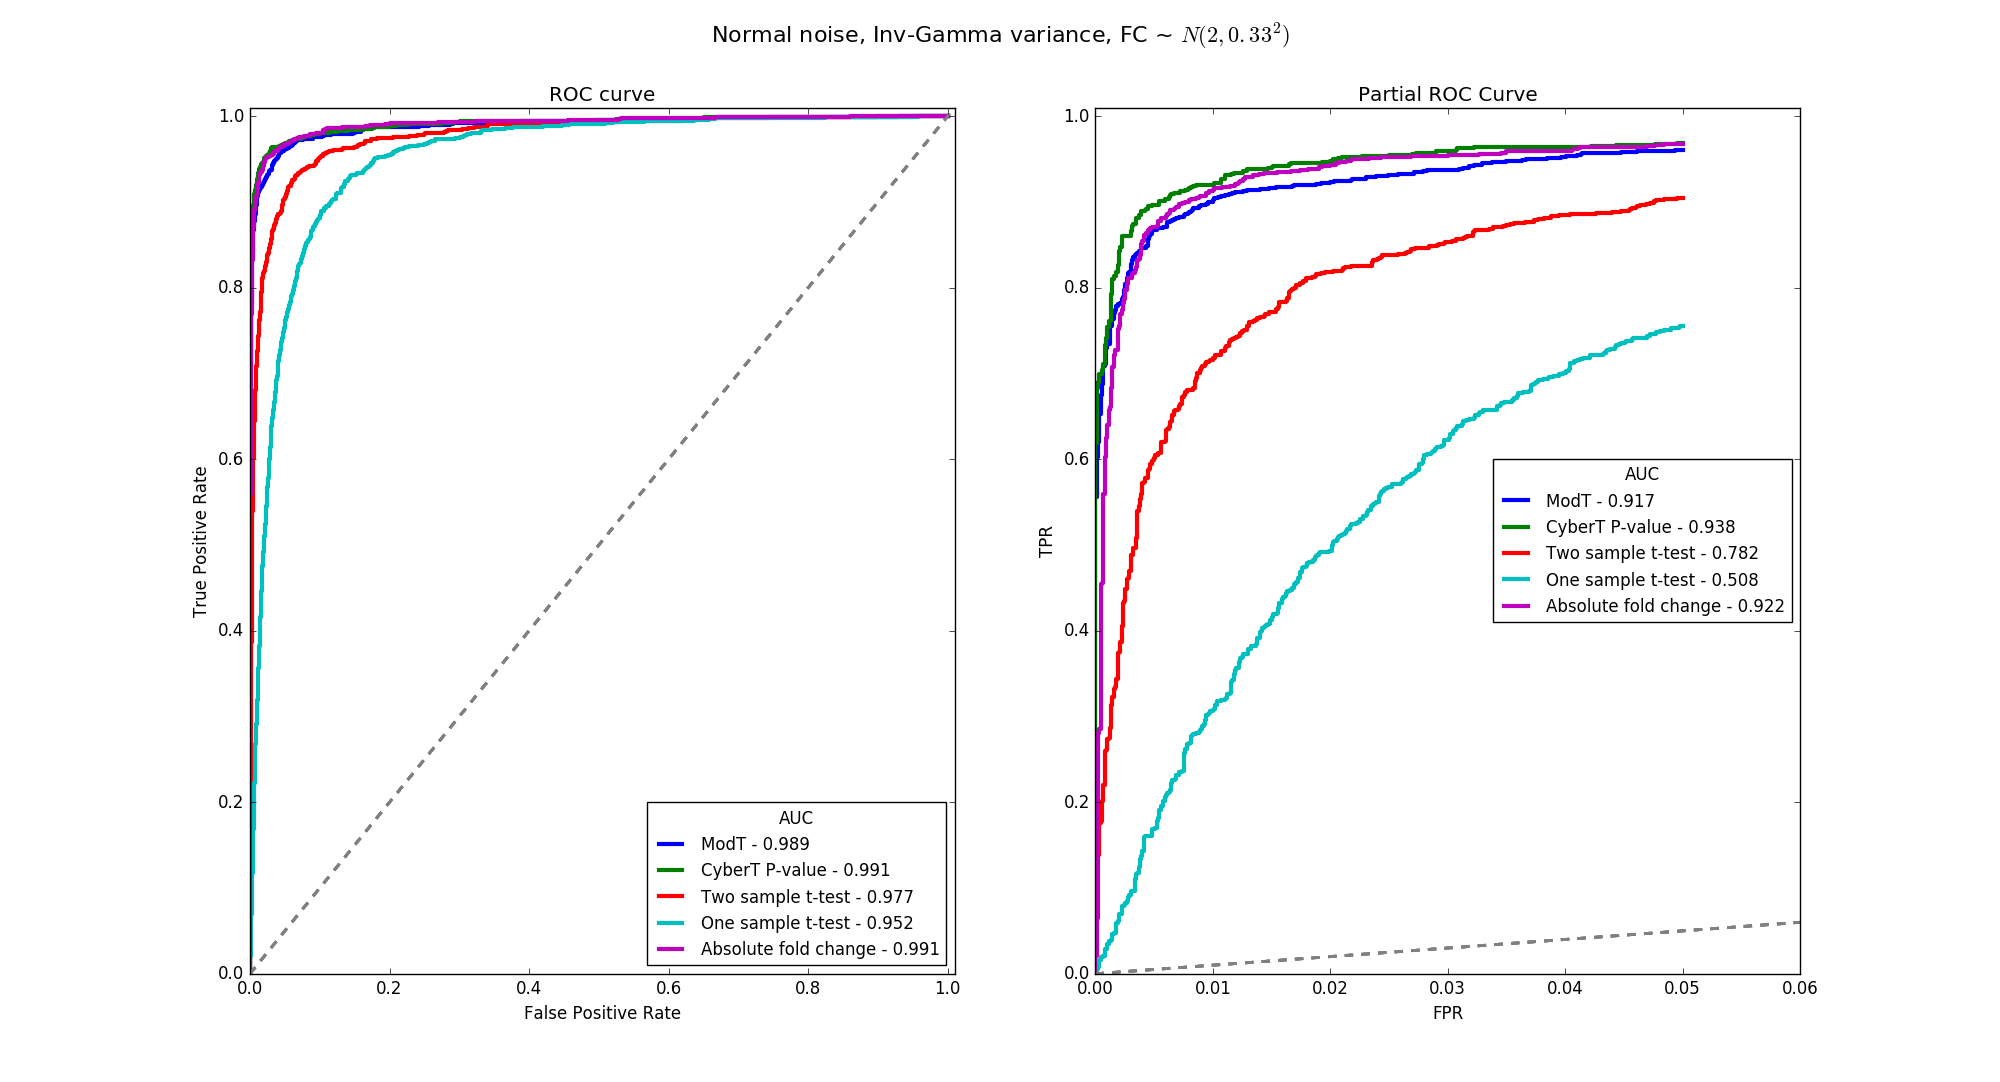 Normal noise, Inv-Gamma variance, FC ~ N(2, 0.33²)
ROC curve
1.0
0.8
0.6
0.4
0.2
0.0
True Positive Rate
0.0 0.2 0.4 0.6 0.8 1.0
False Positive Rate
AUC
ModT - 0.989
CyberT P-value - 0.991
Two sample t-test - 0.977
One sample t-test - 0.952
Absolute fold change - 0.991
Partial ROC Curve
1.0
0.8
0.6
0.4
0.2
0.0
TPR
0.00 0.01 0.02 0.03 0.04 0.05 0.06
FPR
AUC
ModT - 0.917
CyberT P-value - 0.938
Two sample t-test - 0.782
One sample t-test - 0.508
Absolute fold change - 0.922